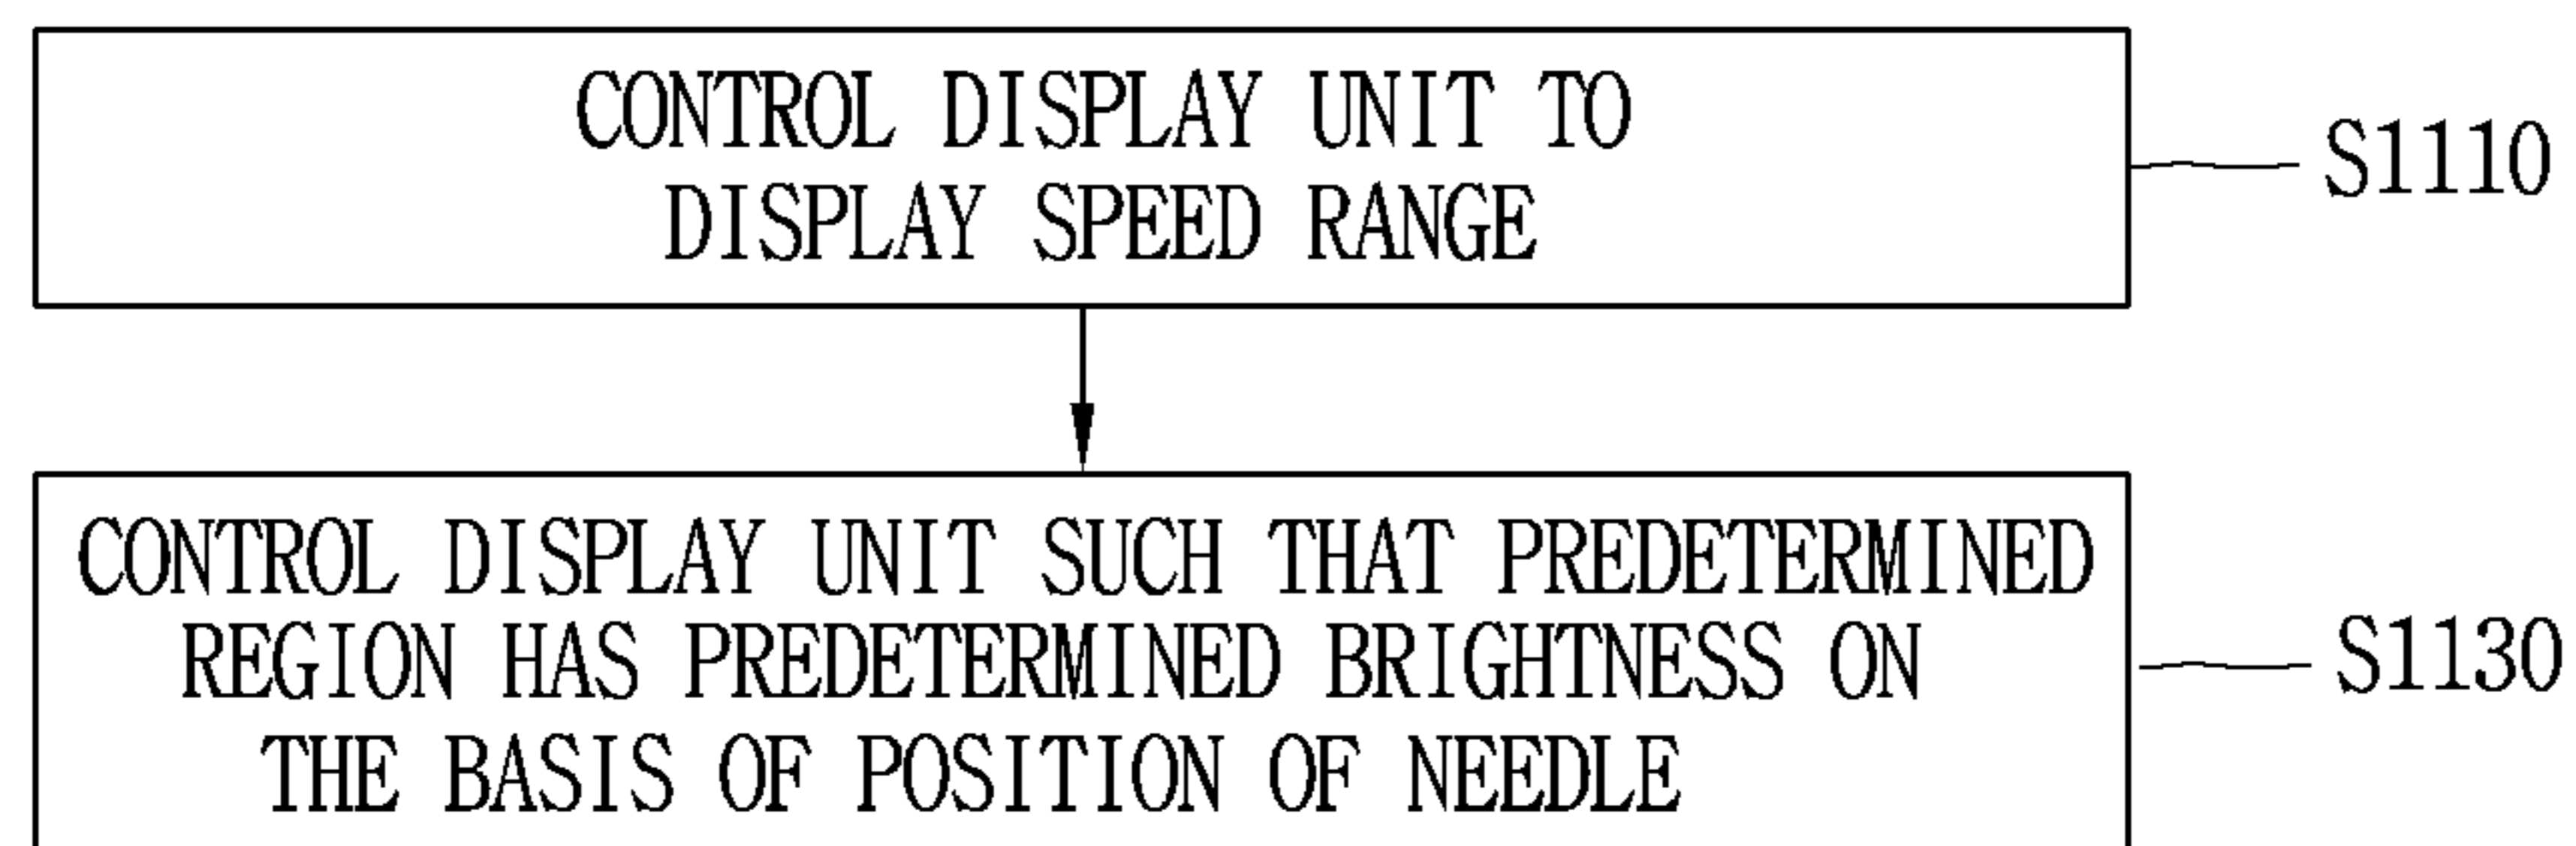 CONTROL DISPLAY UNIT TO
DISPLAY SPEED RANGE
S1110
CONTROL DISPLAY UNIT SUCH THAT PREDETERMINED
REGION HAS PREDETERMINED BRIGHTNESS ON
THE BASIS OF POSITION OF NEEDLE
S1130